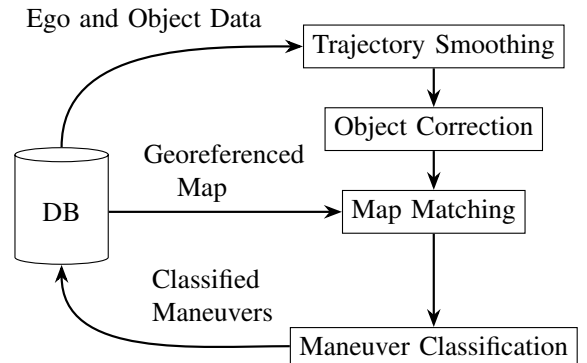 Ego and Object Data
Trajectory Smoothing
Object Correction
Georeferenced
Map
DB
Map Matching
Classified
Maneuvers
Maneuver Classification